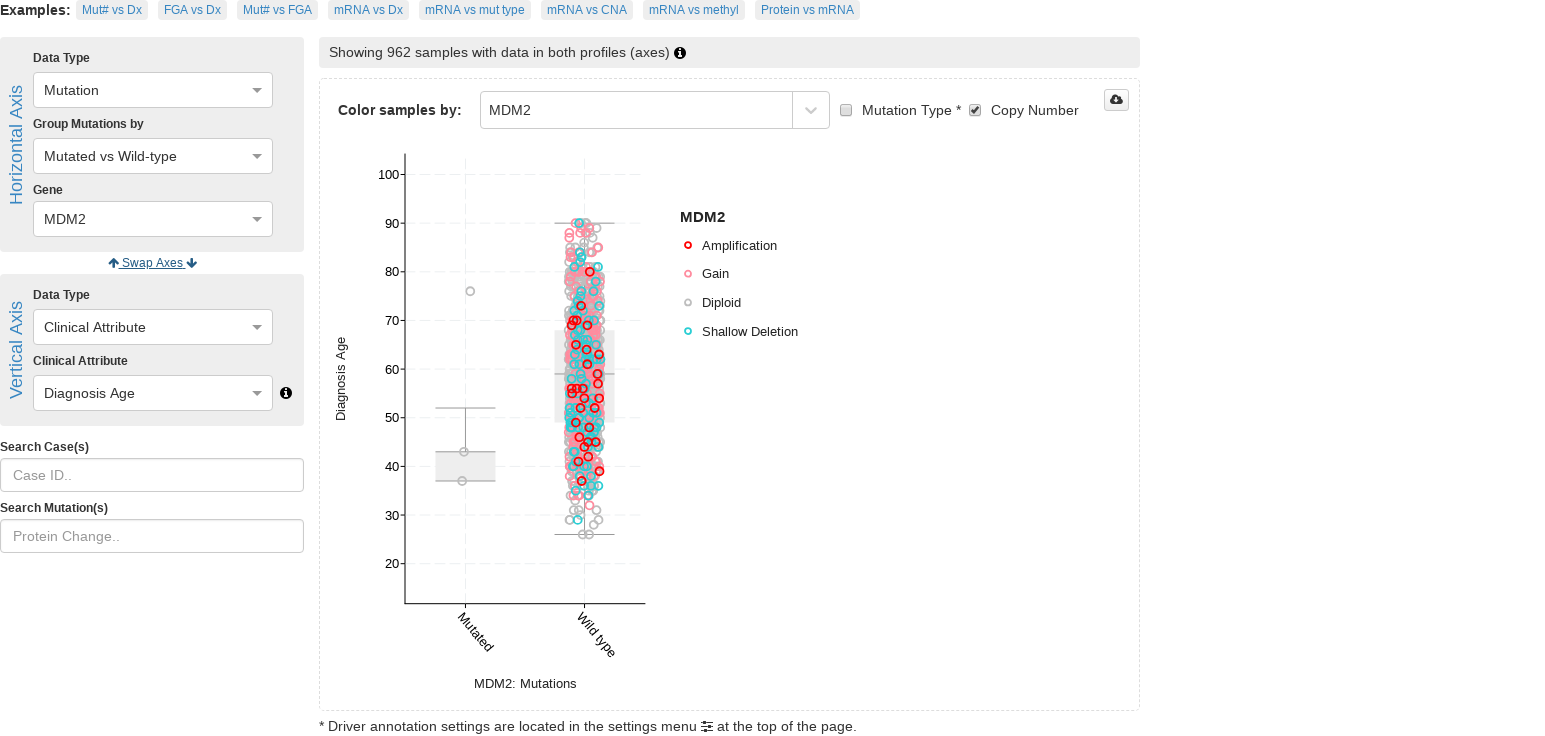 Examples: Mut# vs Dx FGA vs Dx Mut# vs FGA mRNA vs Dx mRNA vs mut type mRNA vs CNA mRNA vs methyl Protein vs mRNA
Horizontal Axis
Data Type
Mutation
Group Mutations by
Mutated vs Wild-type
Gene
MDM2
Swap Axes
Vertical Axis
Data Type
Clinical Attribute
Clinical Attribute
Diagnosis Age
Search Case(s)
Case ID..
Search Mutation(s)
Protein Change..
Showing 962 samples with data in both profiles (axes)
Color samples by: MDM2 Mutation Type * Copy Number
Diagnosis Age
100
90
80
70
60
50
40
30
20
Mutated
Wild type
MDM2: Mutations
MDM2
Amplification
Gain
Diploid
Shallow Deletion
* Driver annotation settings are located in the settings menu at the top of the page.